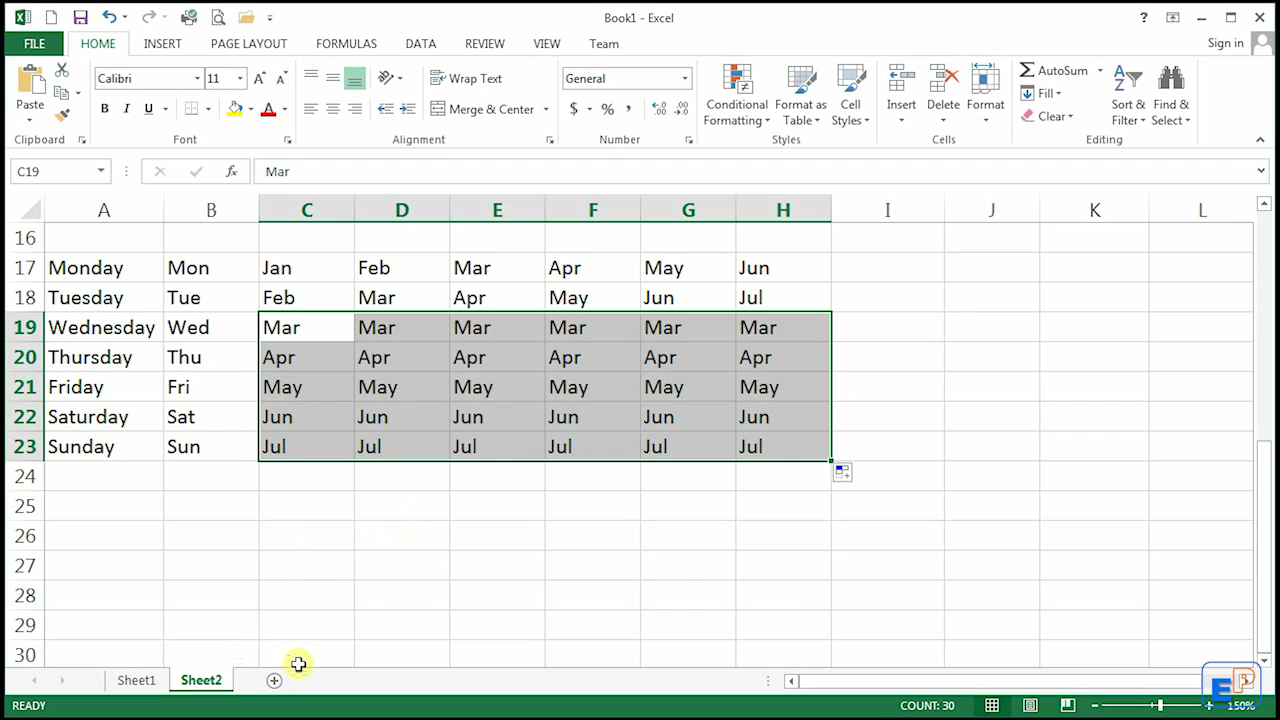 Book1 - Excel
?
FILE HOME INSERT PAGE LAYOUT FORMULAS DATA REVIEW VIEW Team Sign in
Paste
Calibri 11
B I U
Wrap Text
Merge & Center
General
$ % ,
Conditional Formatting
Format as Table
Cell Styles
Insert Delete Format
AutoSum
Fill
Clear
Sort & Filter
Find & Select
Clipboard Font Alignment Number Styles Cells Editing
C19 fx Mar
A B C D E F G H I J K L
16
17 Monday Mon Jan Feb Mar Apr May Jun
18 Tuesday Tue Feb Mar Apr May Jun Jul
19 Wednesday Wed Mar Mar Mar Mar Mar Mar
20 Thursday Thu Apr Apr Apr Apr Apr Apr
21 Friday Fri May May May May May May
22 Saturday Sat Jun Jun Jun Jun Jun Jun
23 Sunday Sun Jul Jul Jul Jul Jul Jul
24
25
26
27
28
29
30
Sheet1 Sheet2
READY COUNT: 30 150%
EP